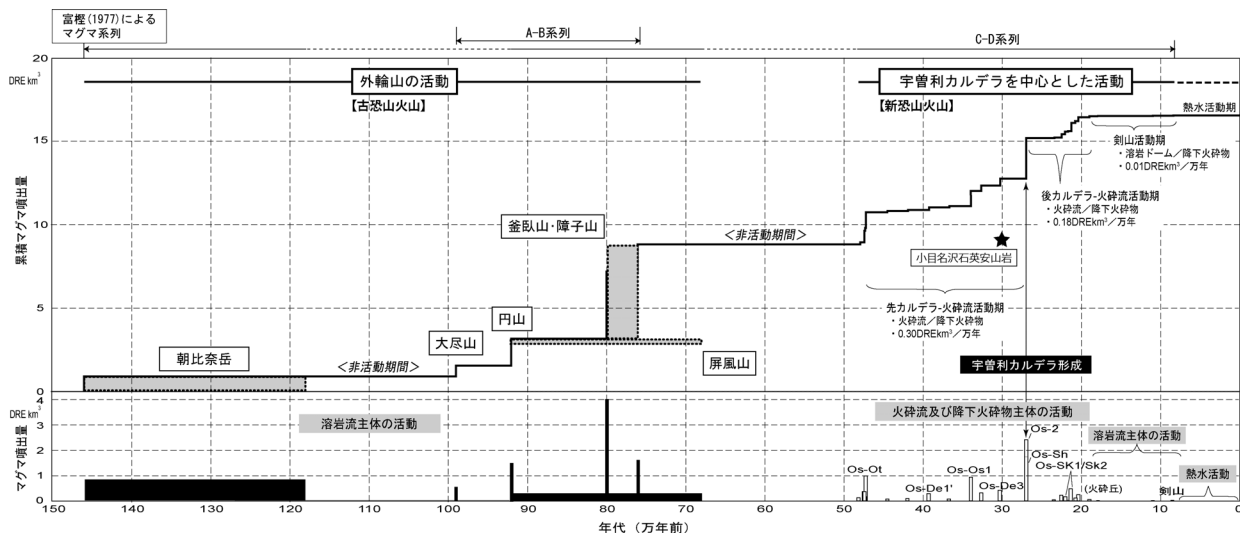 富樫(1977)による
マグマ系列
A-B系列
C-D系列
20
DRE km³
15
10
5
0
累積マグマ噴出量
外輪山の活動
【古恐山火山】
宇曽利カルデラを中心とした活動
【新恐山火山】
熱水活動期
剣山活動期
・溶岩ドーム／降下火砕物
・0.01DREkm³／万年
後カルデラ-火砕流活動期
・火砕流／降下火砕物
・0.18DREkm³／万年
釜臥山・障子山
<非活動期間>
★
小目名沢石英安山岩
先カルデラ-火砕流活動期
・火砕流／降下火砕物
・0.30DREkm³／万年
円山
大尽山
朝比奈岳
<非活動期間>
屏風山
宇曽利カルデラ形成
DRE km³
4
3
2
1
0
マグマ噴出量
溶岩流主体の活動
火砕流及び降下火砕物主体の活動
Os-2
溶岩流主体の活動
Os-Sh
Os-SK1/Sk2
Os-Ot
Os-Os1
熱水活動
Os-De1'
Os-De3
(火砕丘)
剣山
150
140
130
120
110
100
90
80
70
60
50
40
30
20
10
0
年代 （万年前）